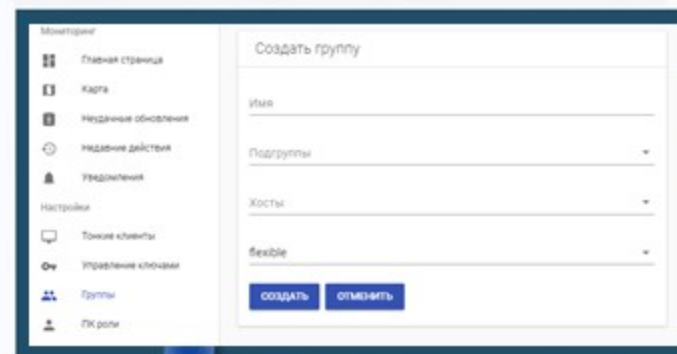 Мониторинг
Главная страница
Карта
Неудачные обновления
Недавние действия
Уведомления
Настройки
Тонкие клиенты
Управление ключами
Группы
ПК роли
Создать группу
Имя
Подгруппы
Хосты
flexible
СОЗДАТЬ ОТМЕНИТЬ